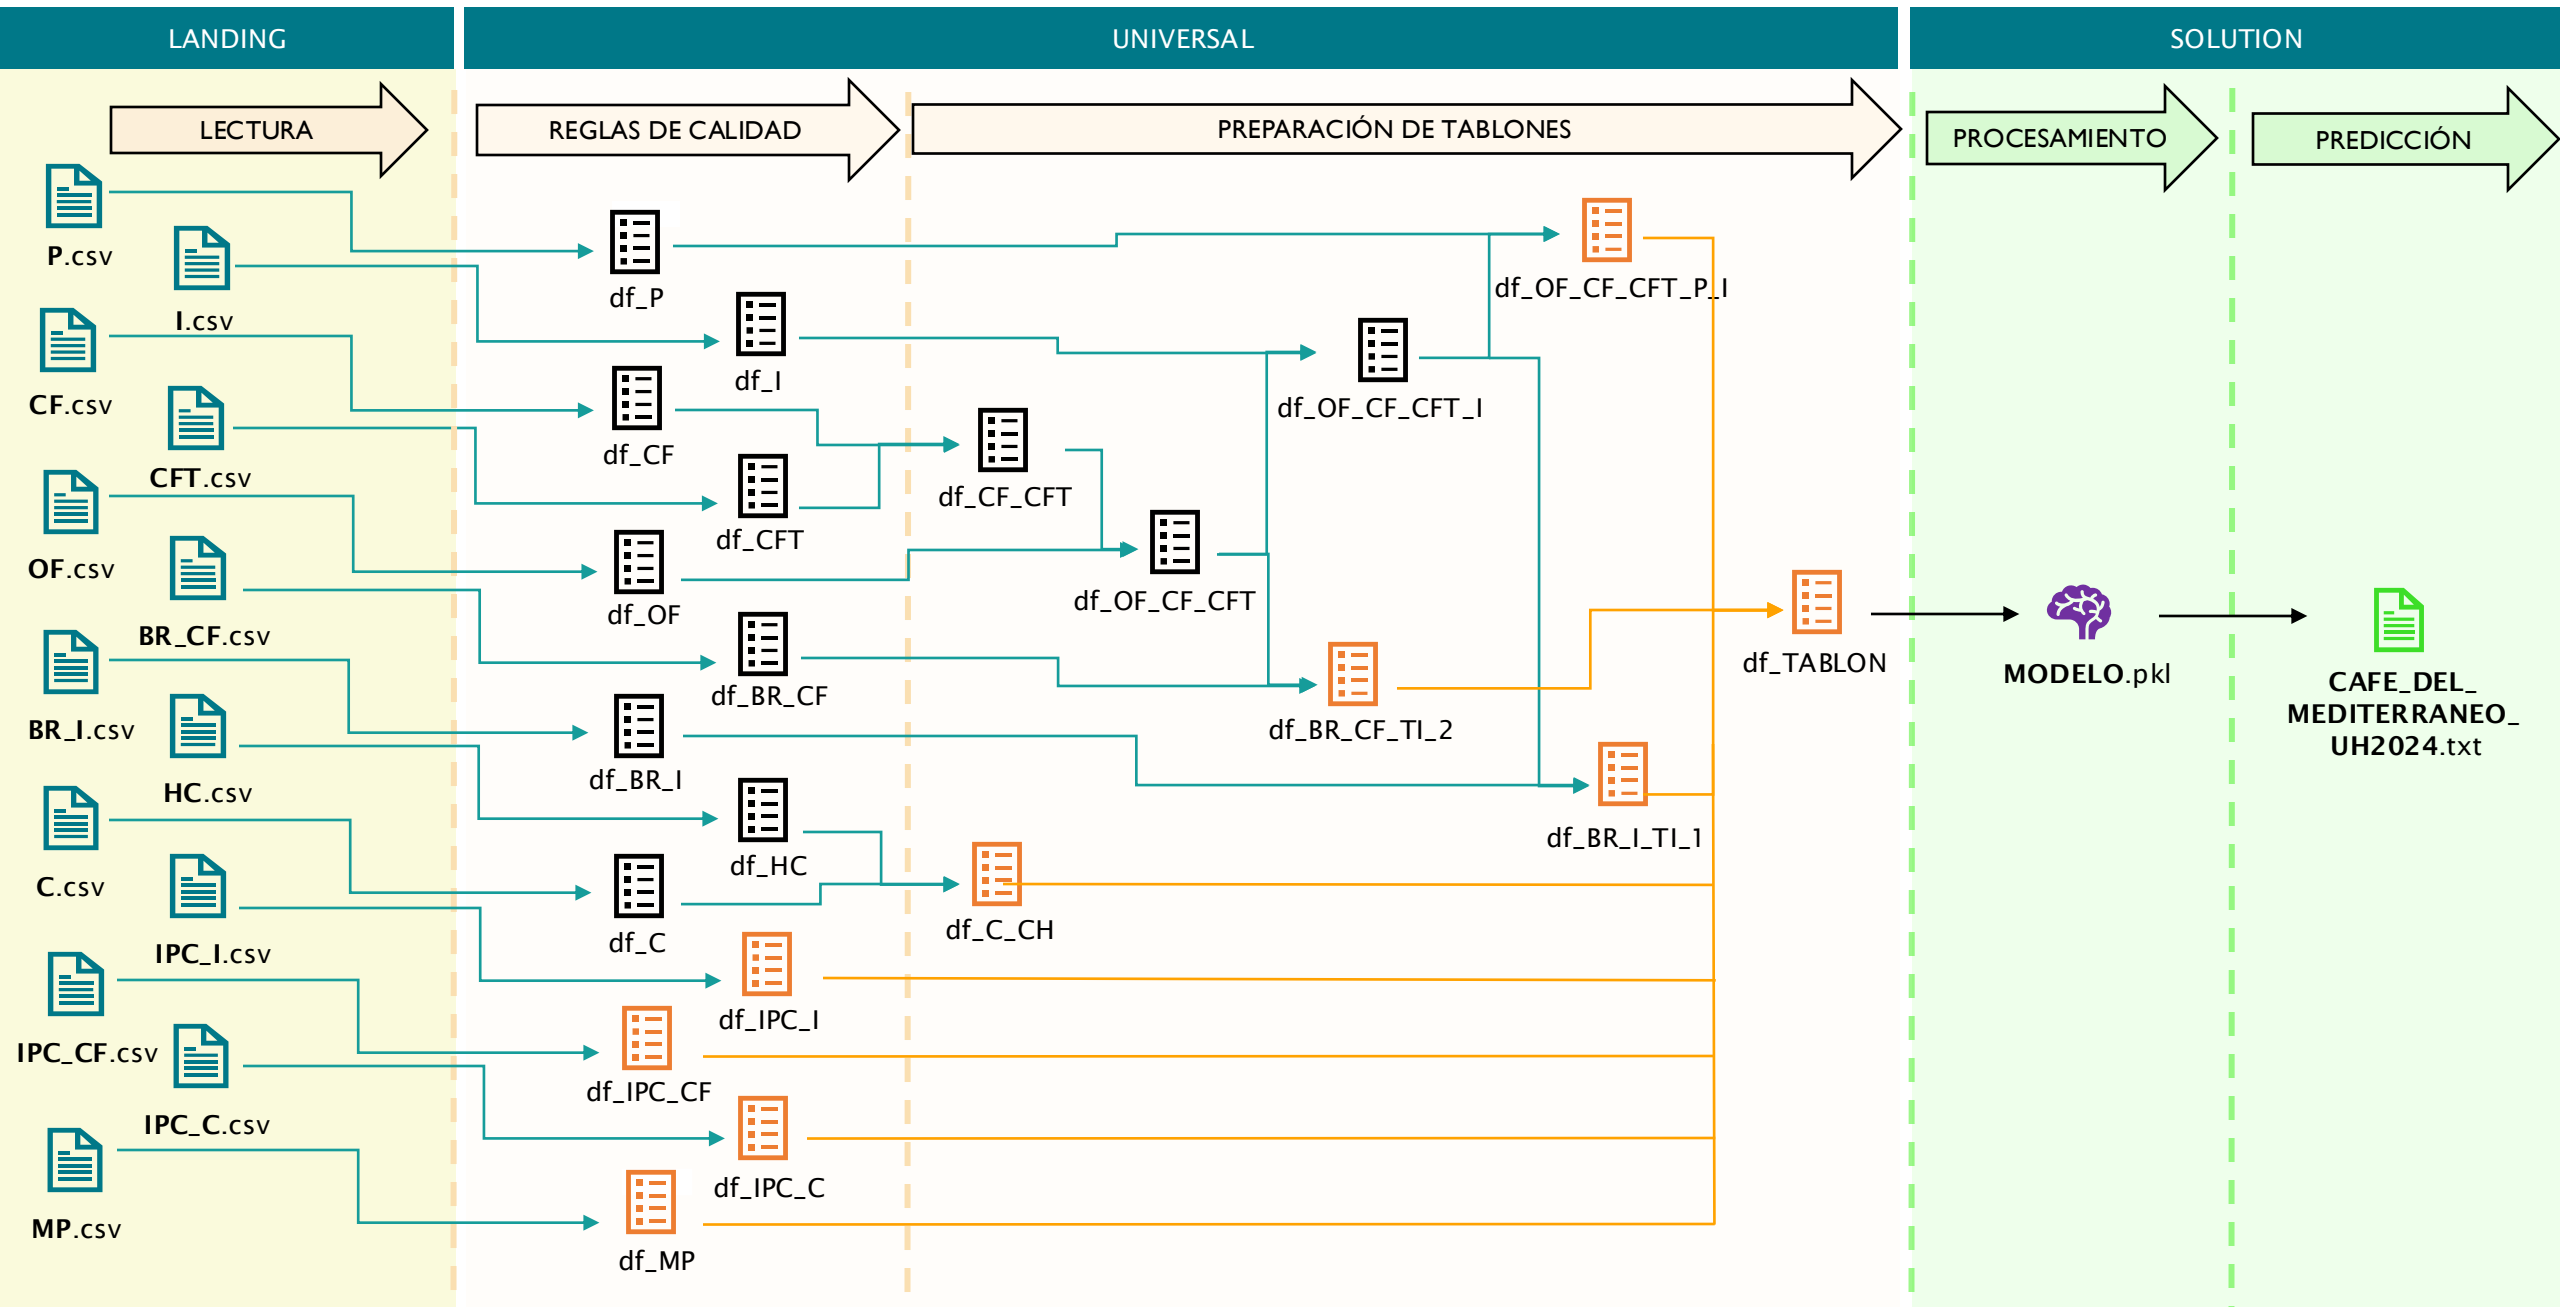 LANDING
UNIVERSAL
SOLUTION
LECTURA
REGLAS DE CALIDAD
PREPARACIÓN DE TABLONES
PROCESAMIENTO
PREDICCIÓN
P.csv
I.csv
CF.csv
CFT.csv
OF.csv
BR_CF.csv
BR_I.csv
HC.csv
C.csv
IPC_I.csv
IPC_CF.csv
IPC_C.csv
MP.csv
df_P
df_I
df_CF
df_CFT
df_OF
df_BR_CF
df_BR_I
df_HC
df_C
df_IPC_I
df_IPC_CF
df_IPC_C
df_MP
df_CF_CFT
df_OF_CF_CFT
df_OF_CF_CFT_I
df_OF_CF_CFT_P_I
df_BR_CF_TI_2
df_BR_I_TI_1
df_C_CH
df_TABLON
MODELO.pkl
CAFE_DEL_
MEDITERRANEO_
UH2024.txt